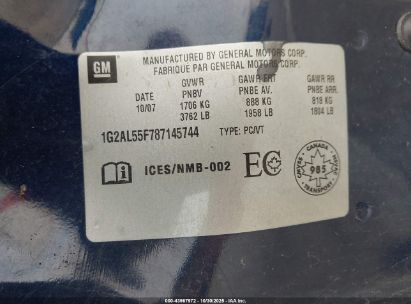 GM
MANUFACTURED BY GENERAL MOTORS CORP.
FABRIQUE PAR GENERAL MOTORS CORP.
DATE GVWR PNBV GAWR FRT PNBE AV. GAWR RR PNBE ARR.
10/07 1706 KG 888 KG 818 KG
3762 LB 1958 LB 1804 LB
1G2AL55F787145744 TYPE: PC/VT
ICES/NMB-002 EC
CANADA
985
TRANSPORT